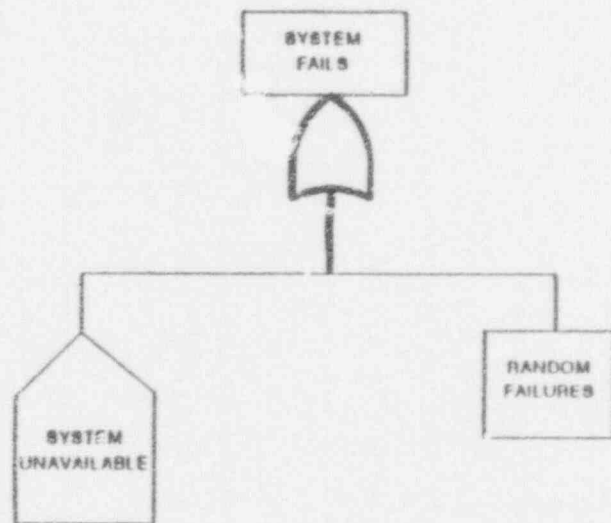 SYSTEM
FAILS
RANDOM
FAILURES
SYSTEM
UNAVAILABLE